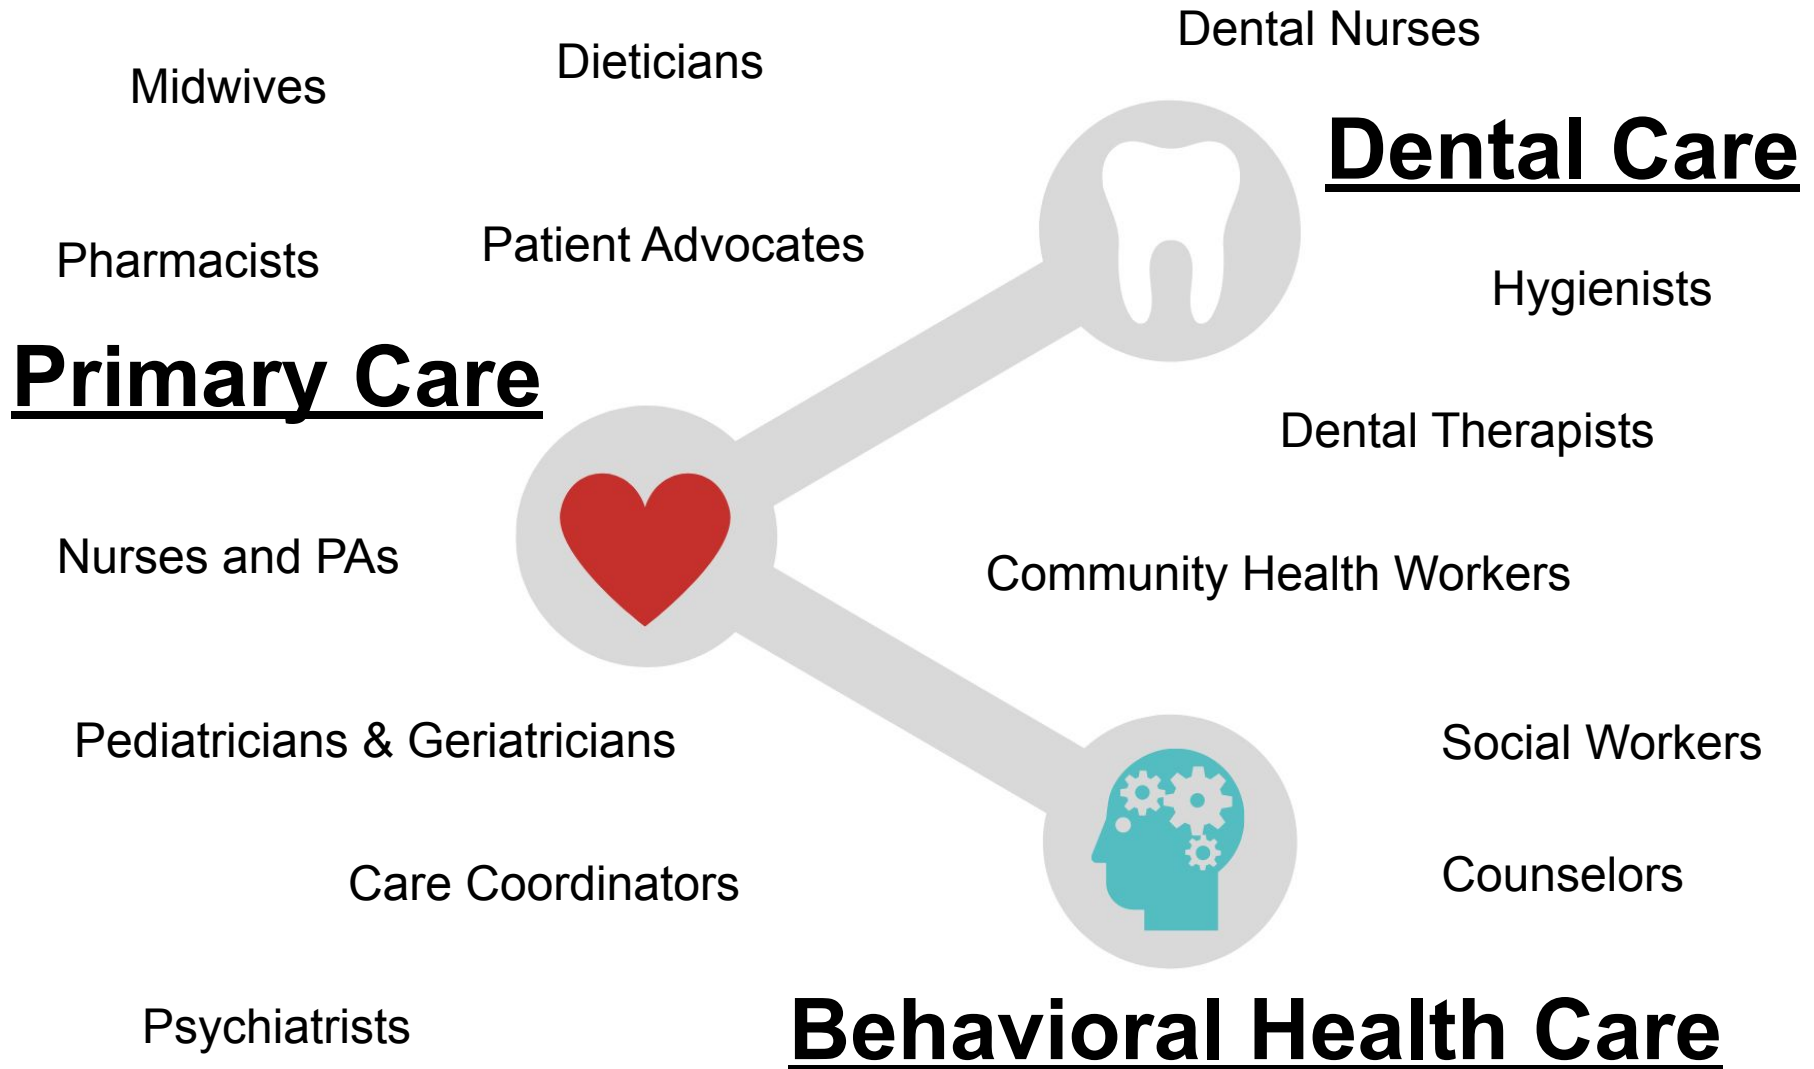 Dental Nurses
Dieticians
Midwives
Dental Care
Patient Advocates
Pharmacists
Hygienists
Primary Care
Dental Therapists
Nurses and PAs
Community Health Workers
Pediatricians & Geriatricians
Social Workers
Care Coordinators
Counselors
Psychiatrists
Behavioral Health Care